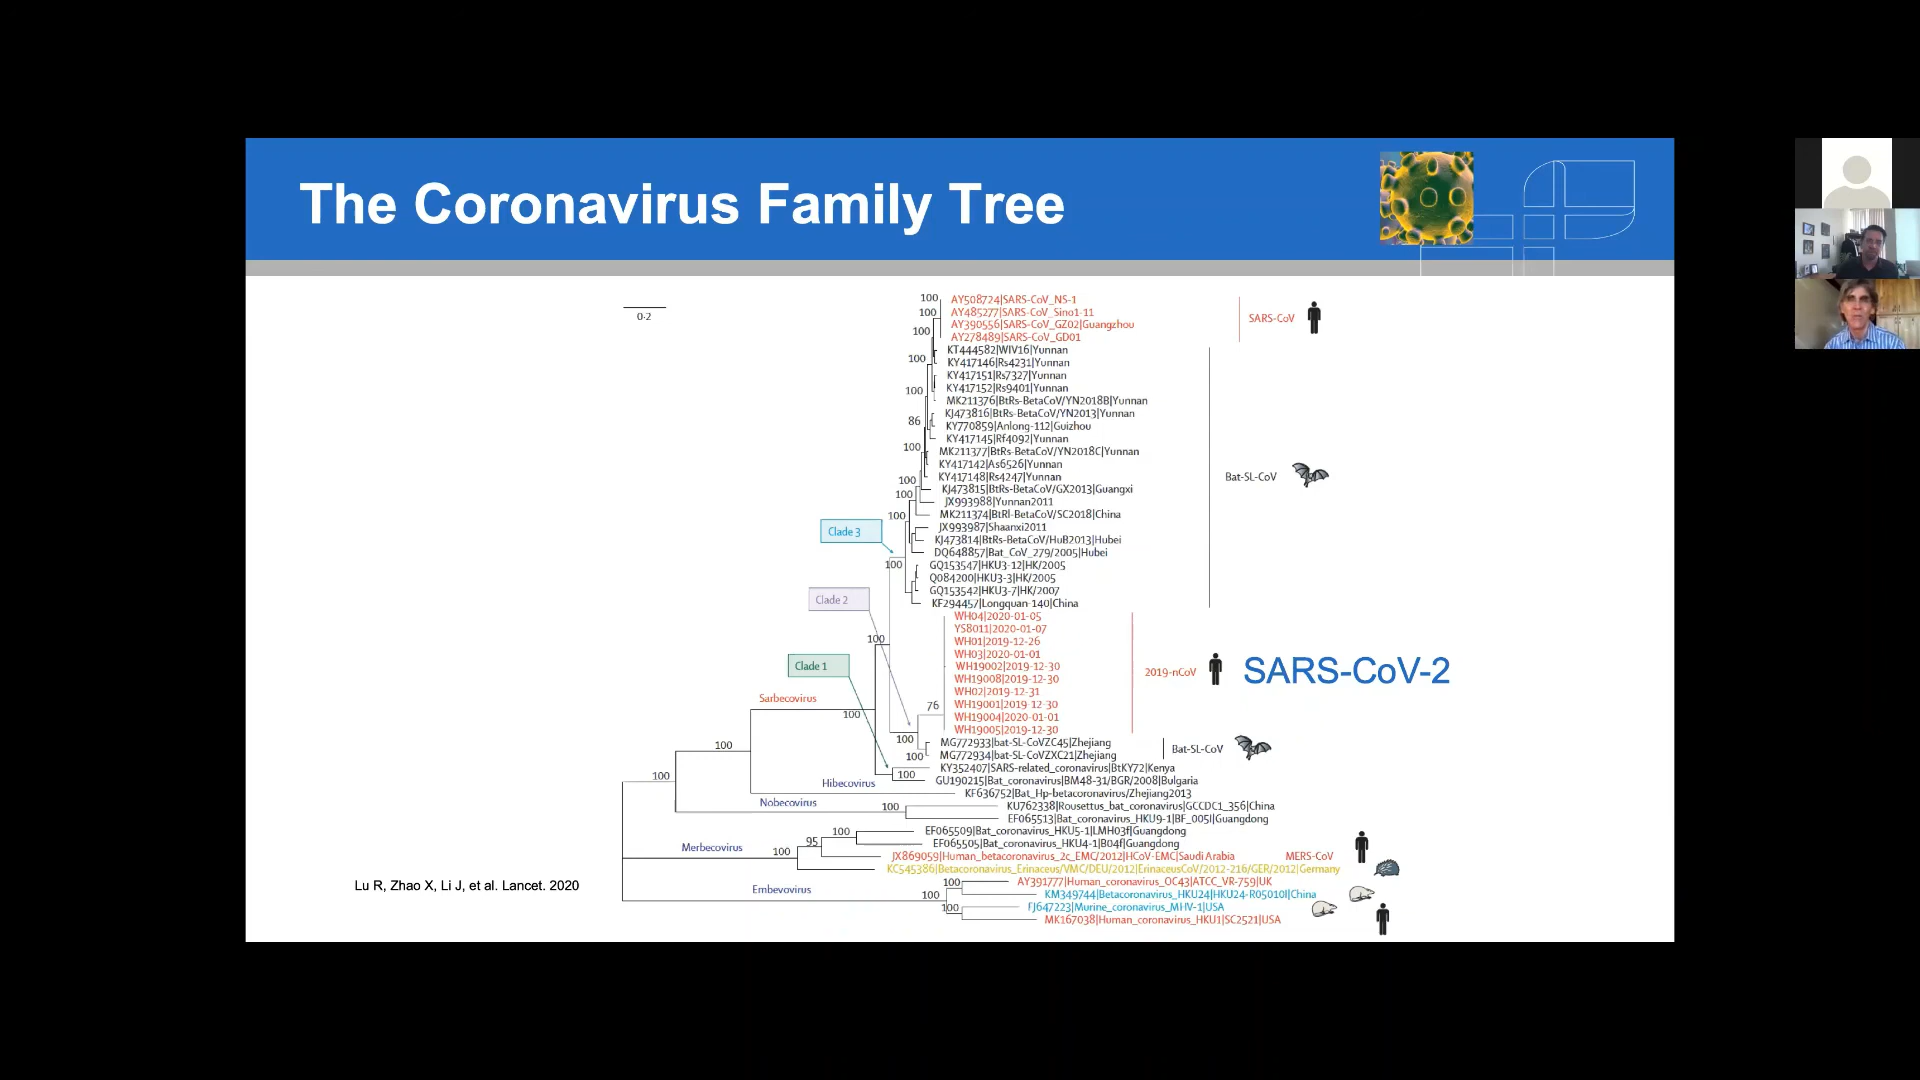 The Coronavirus Family Tree
0·2
100
AY508724|SARS-CoV_NS-1
100
AY485277|SARS-CoV_Sino1-11
AY390556|SARS-CoV_GZ02|Guangzhou
SARS-CoV
100
AY278489|SARS-CoV_GD01
KT444582|WIV16|Yunnan
100
KY417146|Rs4231|Yunnan
KY417151|Rs7327|Yunnan
100
KY417152|Rs9401|Yunnan
MK211376|BtRs-BetaCoV/YN2018B|Yunnan
KJ473816|BtRs-BetaCoV/YN2013|Yunnan
86
KY770859|Anlong-112|Guizhou
KY417145|Rf4092|Yunnan
100
MK211377|BtRs-BetaCoV/YN2018C|Yunnan
KY417142|As6526|Yunnan
KY417148|Rs4247|Yunnan
Bat-SL-CoV
100
KJ473815|BtRs-BetaCoV/GX2013|Guangxi
100
JX993988|Yunnan2011
100
MK211374|BtRl-BetaCoV/SC2018|China
Clade 3
JX993987|Shaanxi2011
KJ473814|BtRs-BetaCoV/HuB2013|Hubei
DQ648857|Bat_CoV_279/2005|Hubei
100
GQ153547|HKU3-12|HK/2005
Q084200|HKU3-3|HK/2005
GQ153542|HKU3-7|HK/2007
Clade 2
KF294457|Longquan-140|China
WH04|2020-01-05
YS8011|2020-01-07
100
WH01|2019-12-26
WH03|2020-01-01
Clade 1
WH19002|2019-12-30
2019-nCoV
SARS-CoV-2
WH19008|2019-12-30
WH02|2019-12-31
Sarbecovirus
76
WH19001|2019-12-30
100
WH19004|2020-01-01
WH19005|2019-12-30
100
100
MG772933|bat-SL-CoVZC45|Zhejiang
Bat-SL-CoV
100
MG772934|bat-SL-CoVZXC21|Zhejiang
KY352407|SARS-related_coronavirus|BtKY72|Kenya
100
100
GU190215|Bat_coronavirus|BM48-31/BGR/2008|Bulgaria
Hibecovirus
KF636752|Bat_Hp-betacoronavirus/Zhejiang2013
Nobecovirus
100
KU762338|Rousettus_bat_coronavirus|GCCDC1_356|China
EF065513|Bat_coronavirus_HKU9-1|BF_005I|Guangdong
100
EF065509|Bat_coronavirus_HKU5-1|LMH03f|Guangdong
95
EF065505|Bat_coronavirus_HKU4-1|B04f|Guangdong
Merbecovirus
100
JX869059|Human_betacoronavirus_2c_EMC/2012|HCoV-EMC|Saudi Arabia
MERS-CoV
KC545386|Betacoronavirus_Erinaceus/VMC/DEU/2012|ErinaceusCoV/2012-216/GER/2012|Germany
Lu R, Zhao X, Li J, et al. Lancet. 2020
Embevovirus
100
AY391777|Human_coronavirus_OC43|ATCC_VR-759|UK
100
KM349744|Betacoronavirus_HKU24|HKU24-R05010I|China
100
FJ647223|Murine_coronavirus_MHV-1|USA
MK167038|Human_coronavirus_HKU1|SC2521|USA